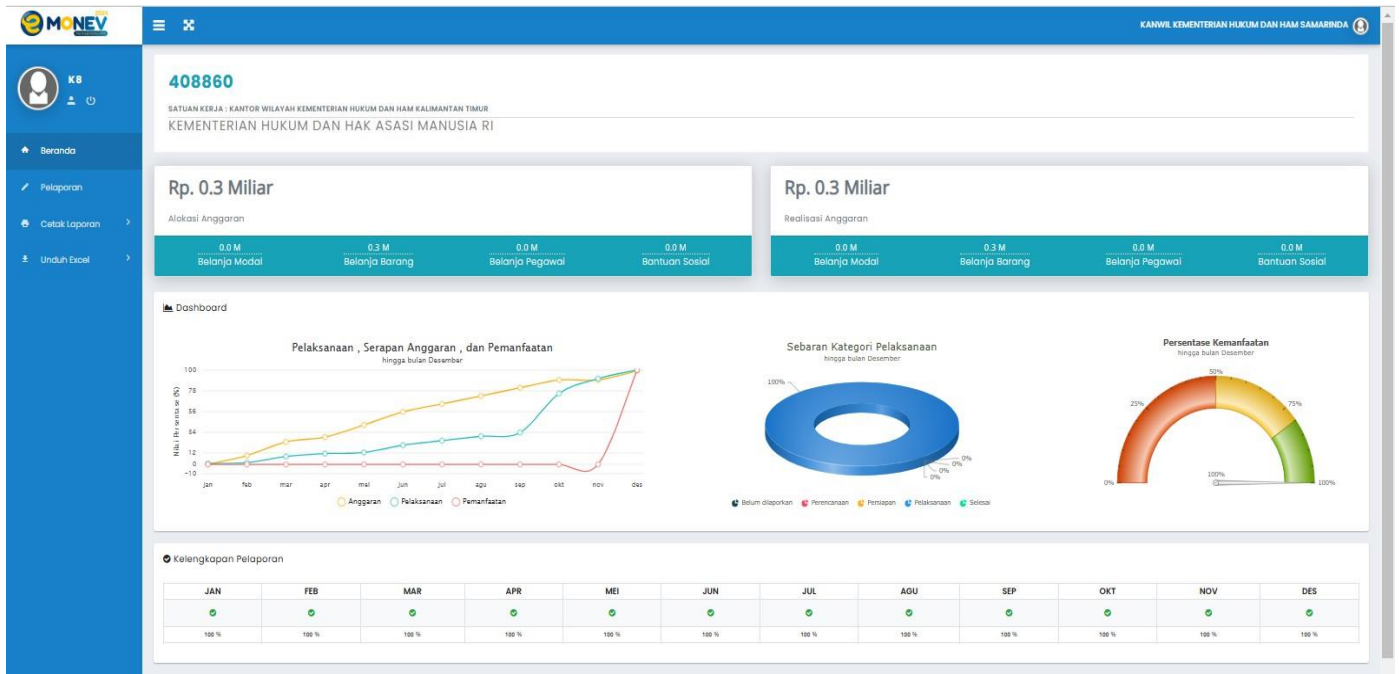 eMONEV
KANWIL KEMENTERIAN HUKUM DAN HAM SAMARINDA
K8
Beranda
Pelaporan
Cetak Laporan
Unduh Excel
408860
SATUAN KERJA : KANTOR WILAYAH KEMENTERIAN HUKUM DAN HAM KALIMANTAN TIMUR
KEMENTERIAN HUKUM DAN HAK ASASI MANUSIA RI
Rp. 0.3 Miliar
Alokasi Anggaran
0.0 M 0.3 M 0.0 M 0.0 M
Belanja Modal Belanja Barang Belanja Pegawai Bantuan Sosial
Rp. 0.3 Miliar
Realisasi Anggaran
0.0 M 0.3 M 0.0 M 0.0 M
Belanja Modal Belanja Barang Belanja Pegawai Bantuan Sosial
Dashboard
Pelaksanaan , Serapan Anggaran , dan Pemanfaatan
hingga bulan Desember
Nilai Persentase (%)
100
78
56
34
12
0
-10
jan feb mar apr mei jun jul agu sep okt nov des
Anggaran Pelaksanaan Pemanfaatan
Sebaran Kategori Pelaksanaan
hingga bulan Desember
100%
0%
0%
0%
0%
Belum dilaporkan Perencanaan Persiapan Pelaksanaan Selesai
Persentase Kemanfaatan
hingga bulan Desember
50%
25% 75%
100%
0% 100%
Kelengkapan Pelaporan
JAN FEB MAR APR MEI JUN JUL AGU SEP OKT NOV DES
100 % 100 % 100 % 100 % 100 % 100 % 100 % 100 % 100 % 100 % 100 % 100 %